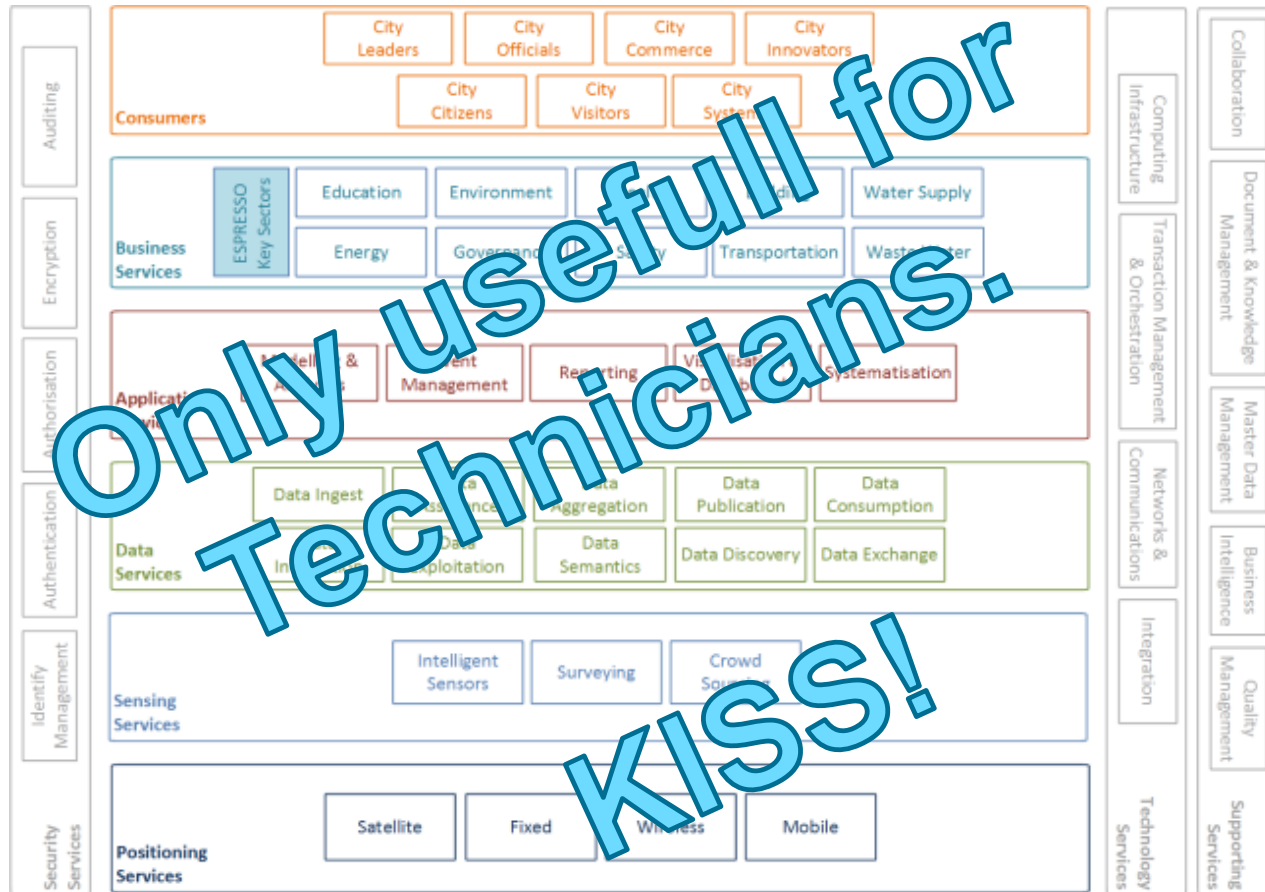 Auditing
Encryption
Authorisation
Authentication
Identify
Management
Security
Services
City
Leaders
City
Officials
City
Commerce
City
Innovators
City
Citizens
City
Visitors
City
Consumers
ESPRESSO
Key Sectors
Education
Environment
Water Supply
Energy
Transportation
Business
Services
Management
Reporting
Systematisation
Data Ingest
Aggregation
Data
Publication
Data
Consumption
Data
Data
Semantics
Data Discovery
Data Exchange
Data
Services
Intelligent
Sensors
Surveying
Crowd
Sensing
Services
Satellite
Fixed
Mobile
Positioning
Services
Computing
Infrastructure
Transaction Management
& Orchestration
Networks &
Communications
Integration
Technology
Services
Collaboration
Document & Knowledge
Management
Master Data
Management
Business
Intelligence
Quality
Management
Supporting
Services
Only usefull for
Technicians.
KISS!